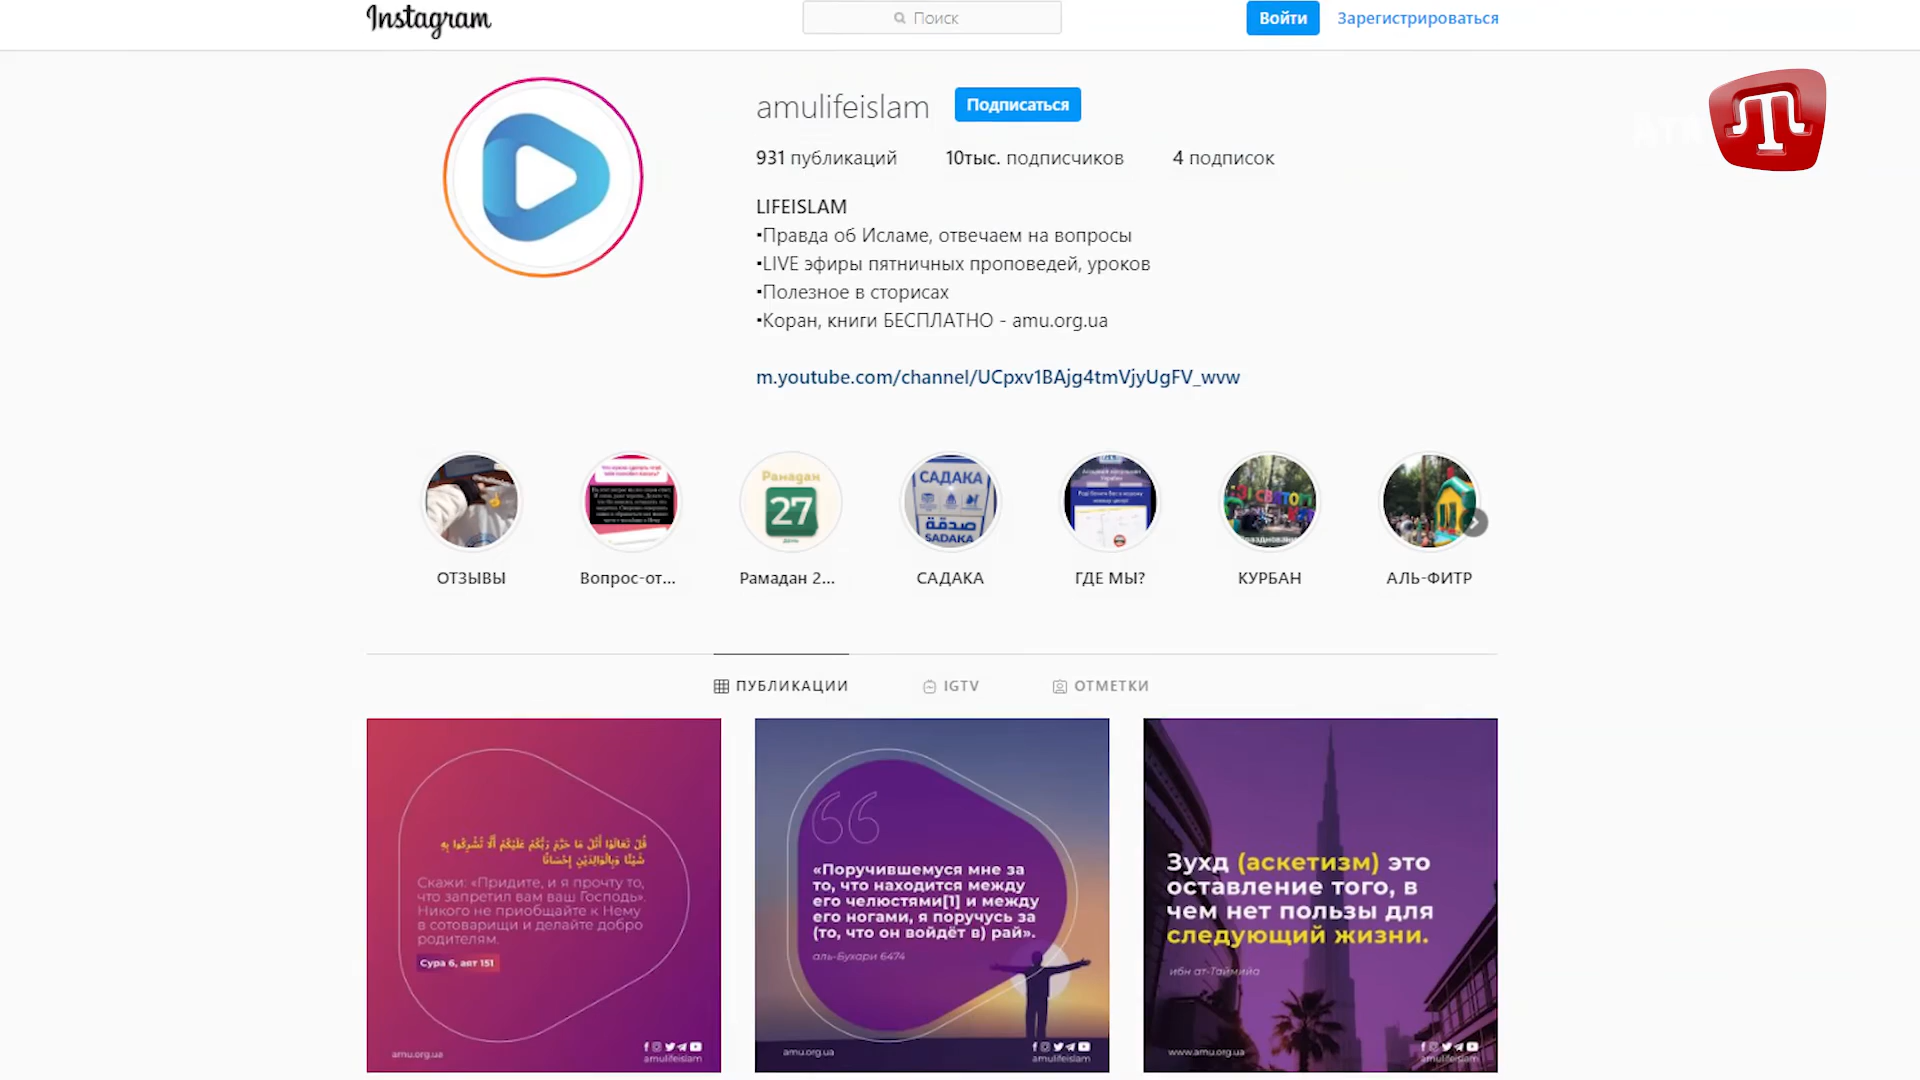 Instagram
Поиск
Войти
Зарегистрироваться
amulifeislam
Подписаться
931 публикаций
10тыс. подписчиков
4 подписок
LIFEISLAM
▪Правда об Исламе, отвечаем на вопросы
▪LIVE эфиры пятничных проповедей, уроков
▪Полезное в сторисах
▪Коран, книги БЕСПЛАТНО - amu.org.ua
m.youtube.com/channel/UCpxv1BAjg4tmVjyUgFV_wvw
Рамадан
27
САДАКА
صدقة
SADAKA
ОТЗЫВЫ
Вопрос-от...
Рамадан 2...
САДАКА
ГДЕ МЫ?
КУРБАН
АЛЬ-ФИТР
ПУБЛИКАЦИИ
IGTV
ОТМЕТКИ
قُلْ تَعَالَوْا أَتْلُ مَا حَرَّمَ رَبُّكُمْ عَلَيْكُمْ أَلَّا تُشْرِكُوا بِهِ
شَيْئًا وَبِالْوَالِدَيْنِ إِحْسَانًا
Скажи: «Придите, и я прочту то,
что запретил вам ваш Господь».
Никого не приобщайте к Нему
в сотоварищи и делайте добро
родителям.
Сура 6, аят 151
amu.org.ua
amulifeislam
«Поручившемуся мне за
то, что находится между
его челюстями[1] и между
его ногами, я поручусь за
(то, что он войдёт в) рай».
аль-Бухари 6474
amu.org.ua
amulifeislam
Зухд (аскетизм) это
оставление того, в
чем нет пользы для
следующий жизни.
ибн ат-Таймийа
www.amu.org.ua
amulifeislam